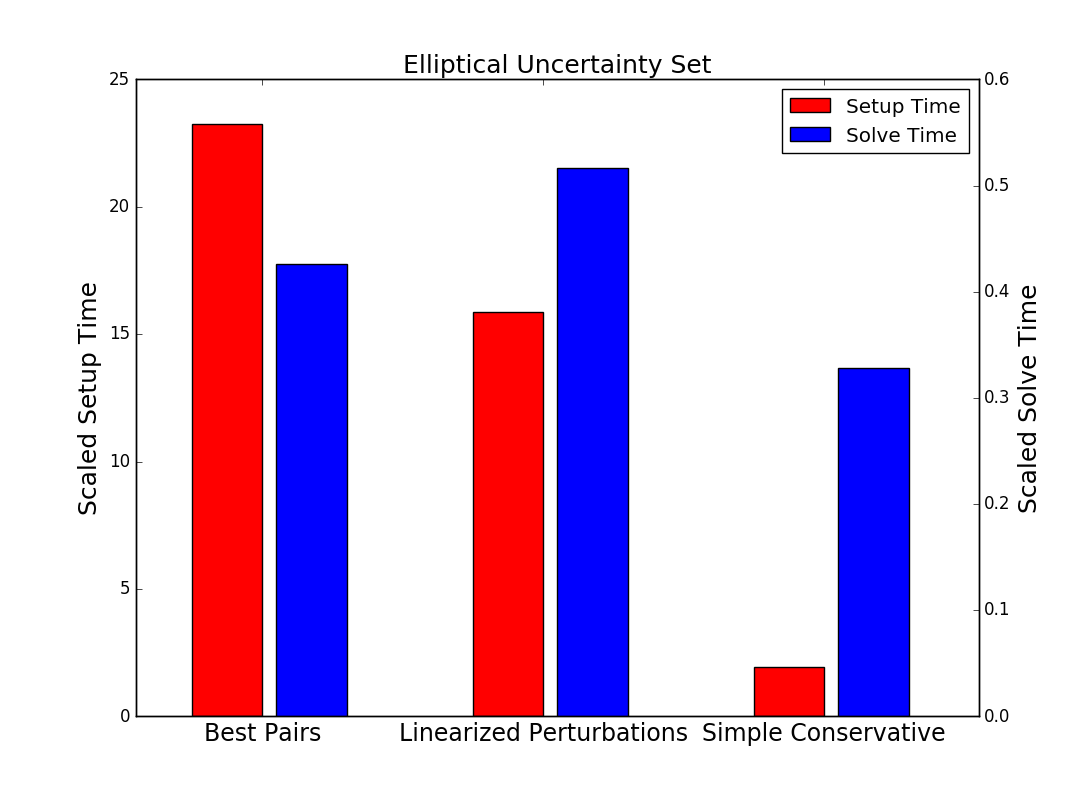 Elliptical Uncertainty Set
Setup Time
Solve Time
Scaled Setup Time
25
20
15
10
5
0
Scaled Solve Time
0.6
0.5
0.4
0.3
0.2
0.1
0.0
Best Pairs
Linearized Perturbations
Simple Conservative